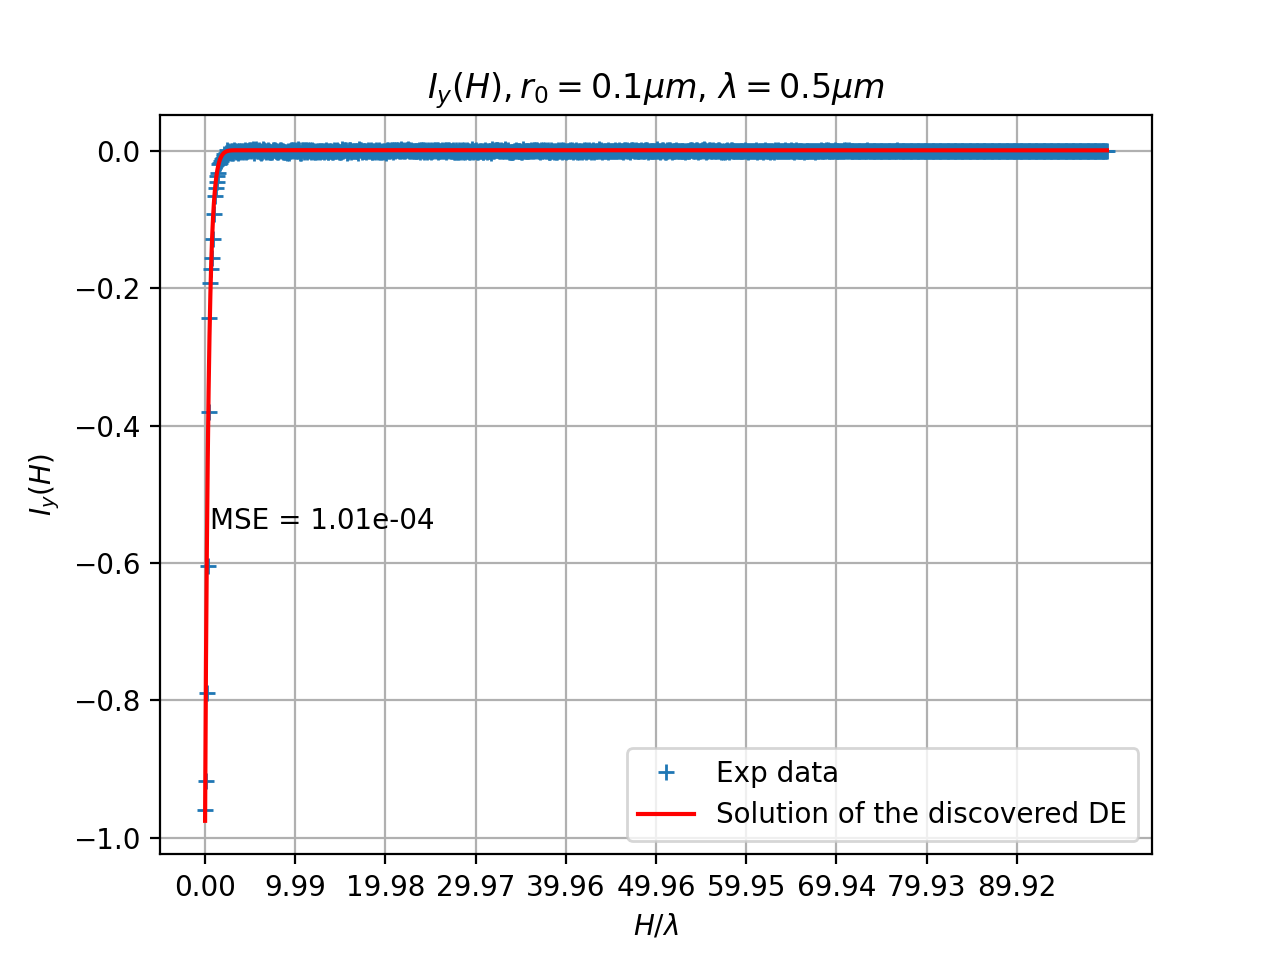 I_y(H), r_0 = 0.1μm, λ = 0.5μm
0.0
−0.2
−0.4
−0.6
−0.8
−1.0
I_y(H)
MSE = 1.01e-04
Exp data
Solution of the discovered DE
0.00 9.99 19.98 29.97 39.96 49.96 59.95 69.94 79.93 89.92
H/λ